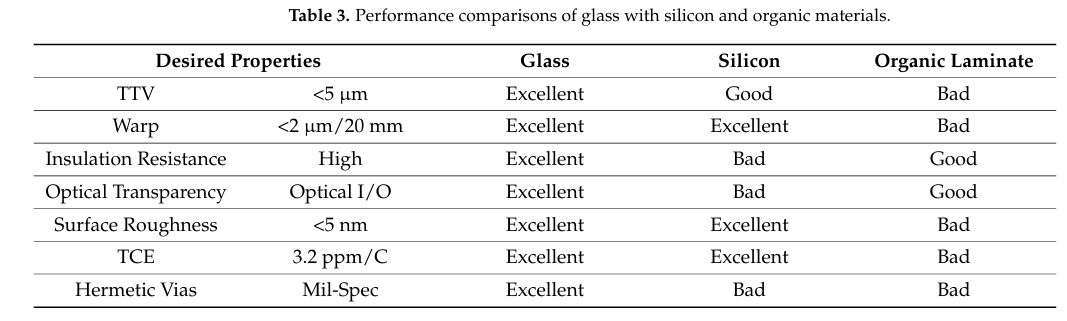 Table 3. Performance comparisons of glass with silicon and organic materials.
Desired Properties Glass Silicon Organic Laminate
TTV <5 μm Excellent Good Bad
Warp <2 μm/20 mm Excellent Excellent Bad
Insulation Resistance High Excellent Bad Good
Optical Transparency Optical I/O Excellent Bad Good
Surface Roughness <5 nm Excellent Excellent Bad
TCE 3.2 ppm/C Excellent Excellent Bad
Hermetic Vias Mil-Spec Excellent Bad Bad